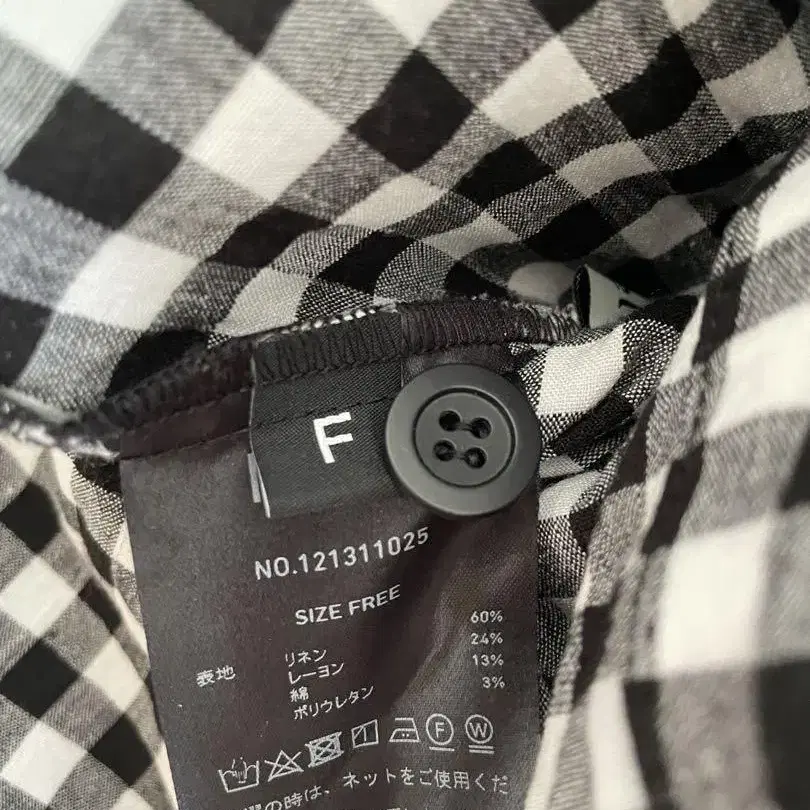 F
NO.121311025
SIZE FREE
表地 リネン 60%
レーヨン 24%
綿 13%
ポリウレタン 3%
F W
の時は、ネットをご使用くだ